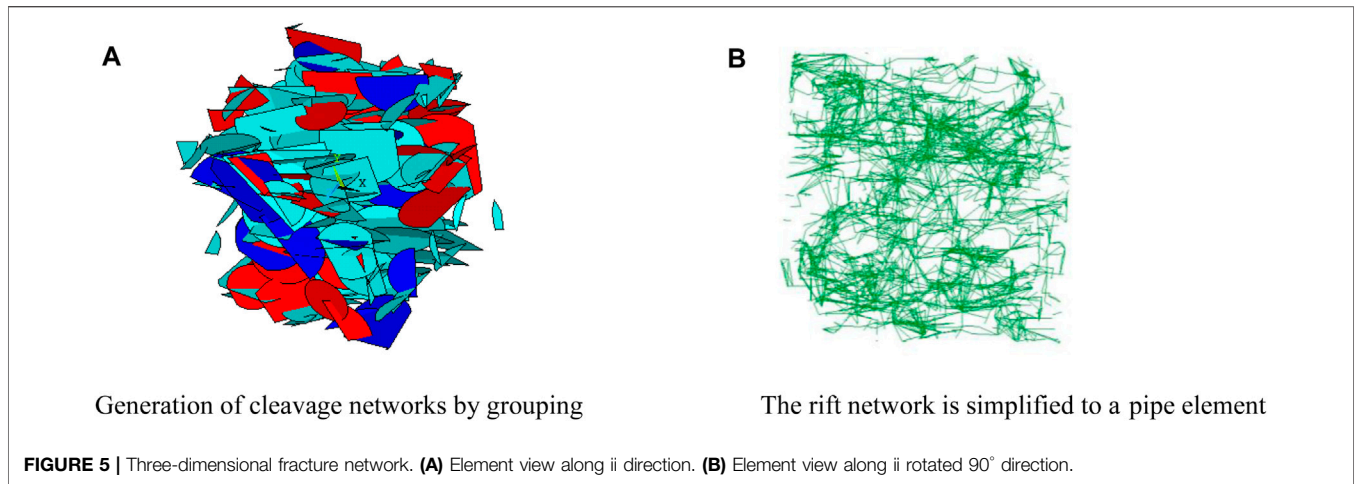 A
B
X
Generation of cleavage networks by grouping
The rift network is simplified to a pipe element
FIGURE 5 | Three-dimensional fracture network. (A) Element view along ii direction. (B) Element view along ii rotated 90° direction.